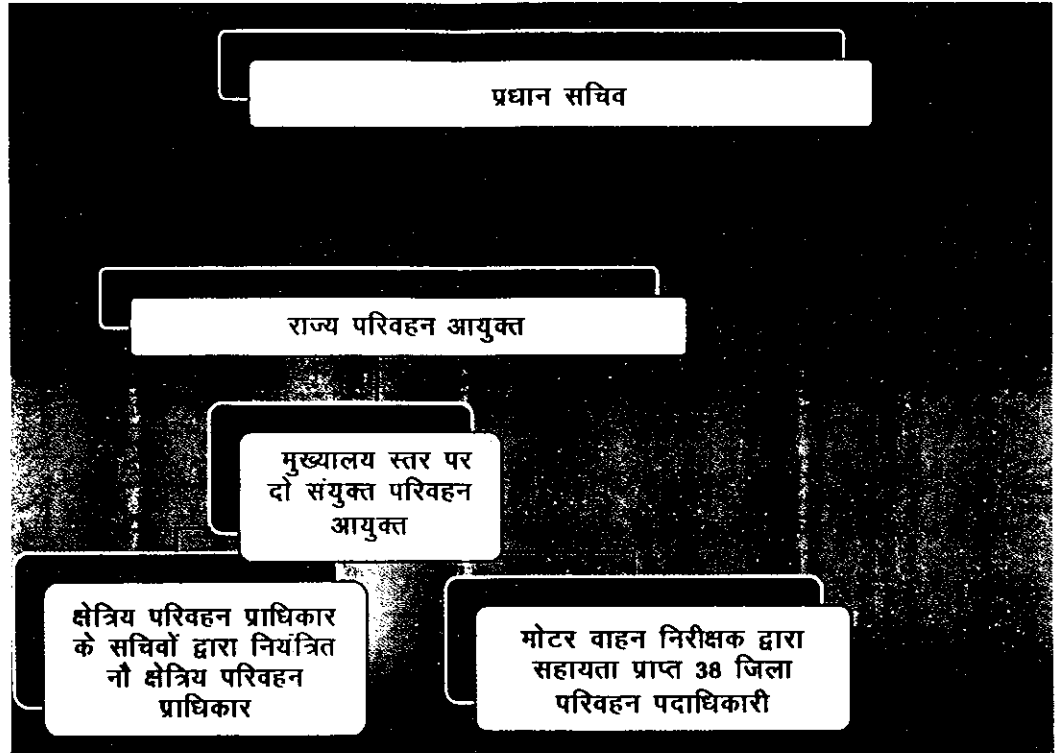 प्रधान सचिव
राज्य परिवहन आयुक्त
मुख्यालय स्तर पर
दो संयुक्त परिवहन
आयुक्त
क्षेत्रिय परिवहन प्राधिकार
के सचिवों द्वारा नियंत्रित
नौ क्षेत्रिय परिवहन
प्राधिकार
मोटर वाहन निरीक्षक द्वारा
सहायता प्राप्त 38 जिला
परिवहन पदाधिकारी